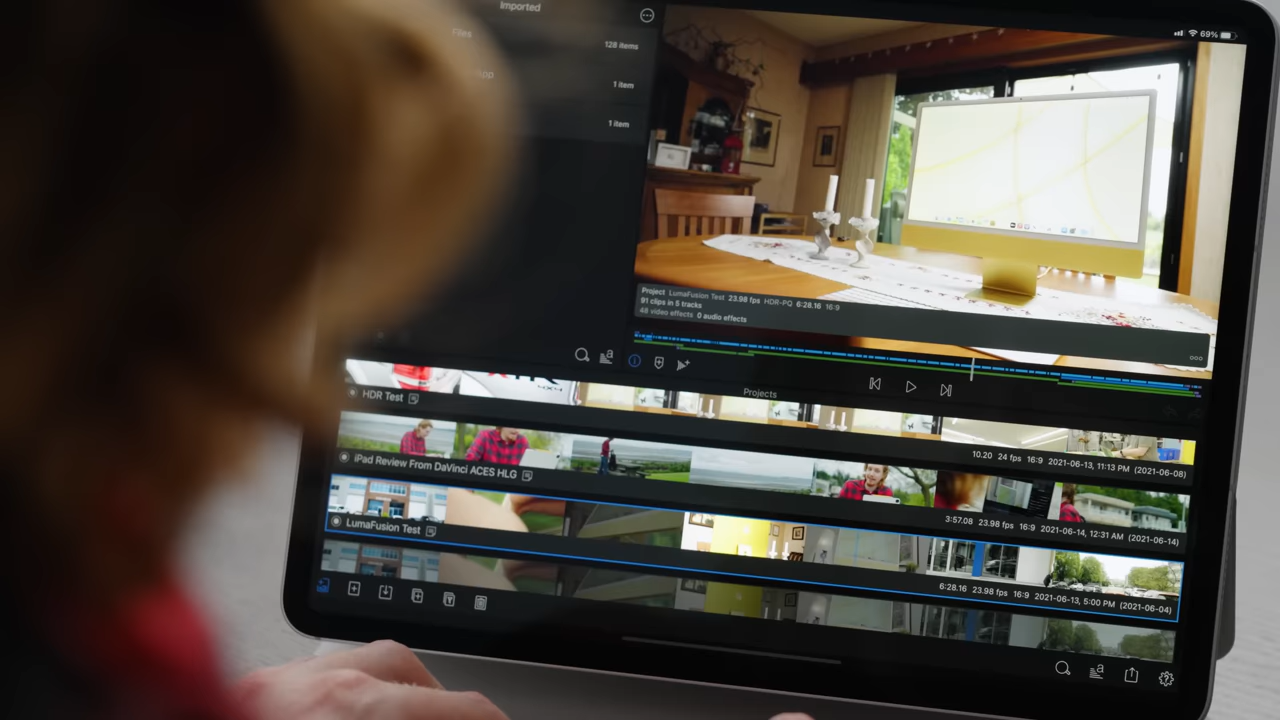 Imported
69%
Files
128 items
1 item
1 item
Project LumaFusion Test 23.98 fps HDR-PQ 6:28.16 16:9
91 clips in 5 tracks
48 video effects 0 audio effects
Projects
4X4
HDR Test
10.20 24 fps 16:9 2021-06-13, 11:13 PM (2021-06-08)
iPad Review From DaVinci ACES HLG
3:57.08 23.98 fps 16:9 2021-06-14, 12:31 AM (2021-06-14)
LumaFusion Test
6:28.16 23.98 fps 16:9 2021-06-13, 5:00 PM (2021-06-04)